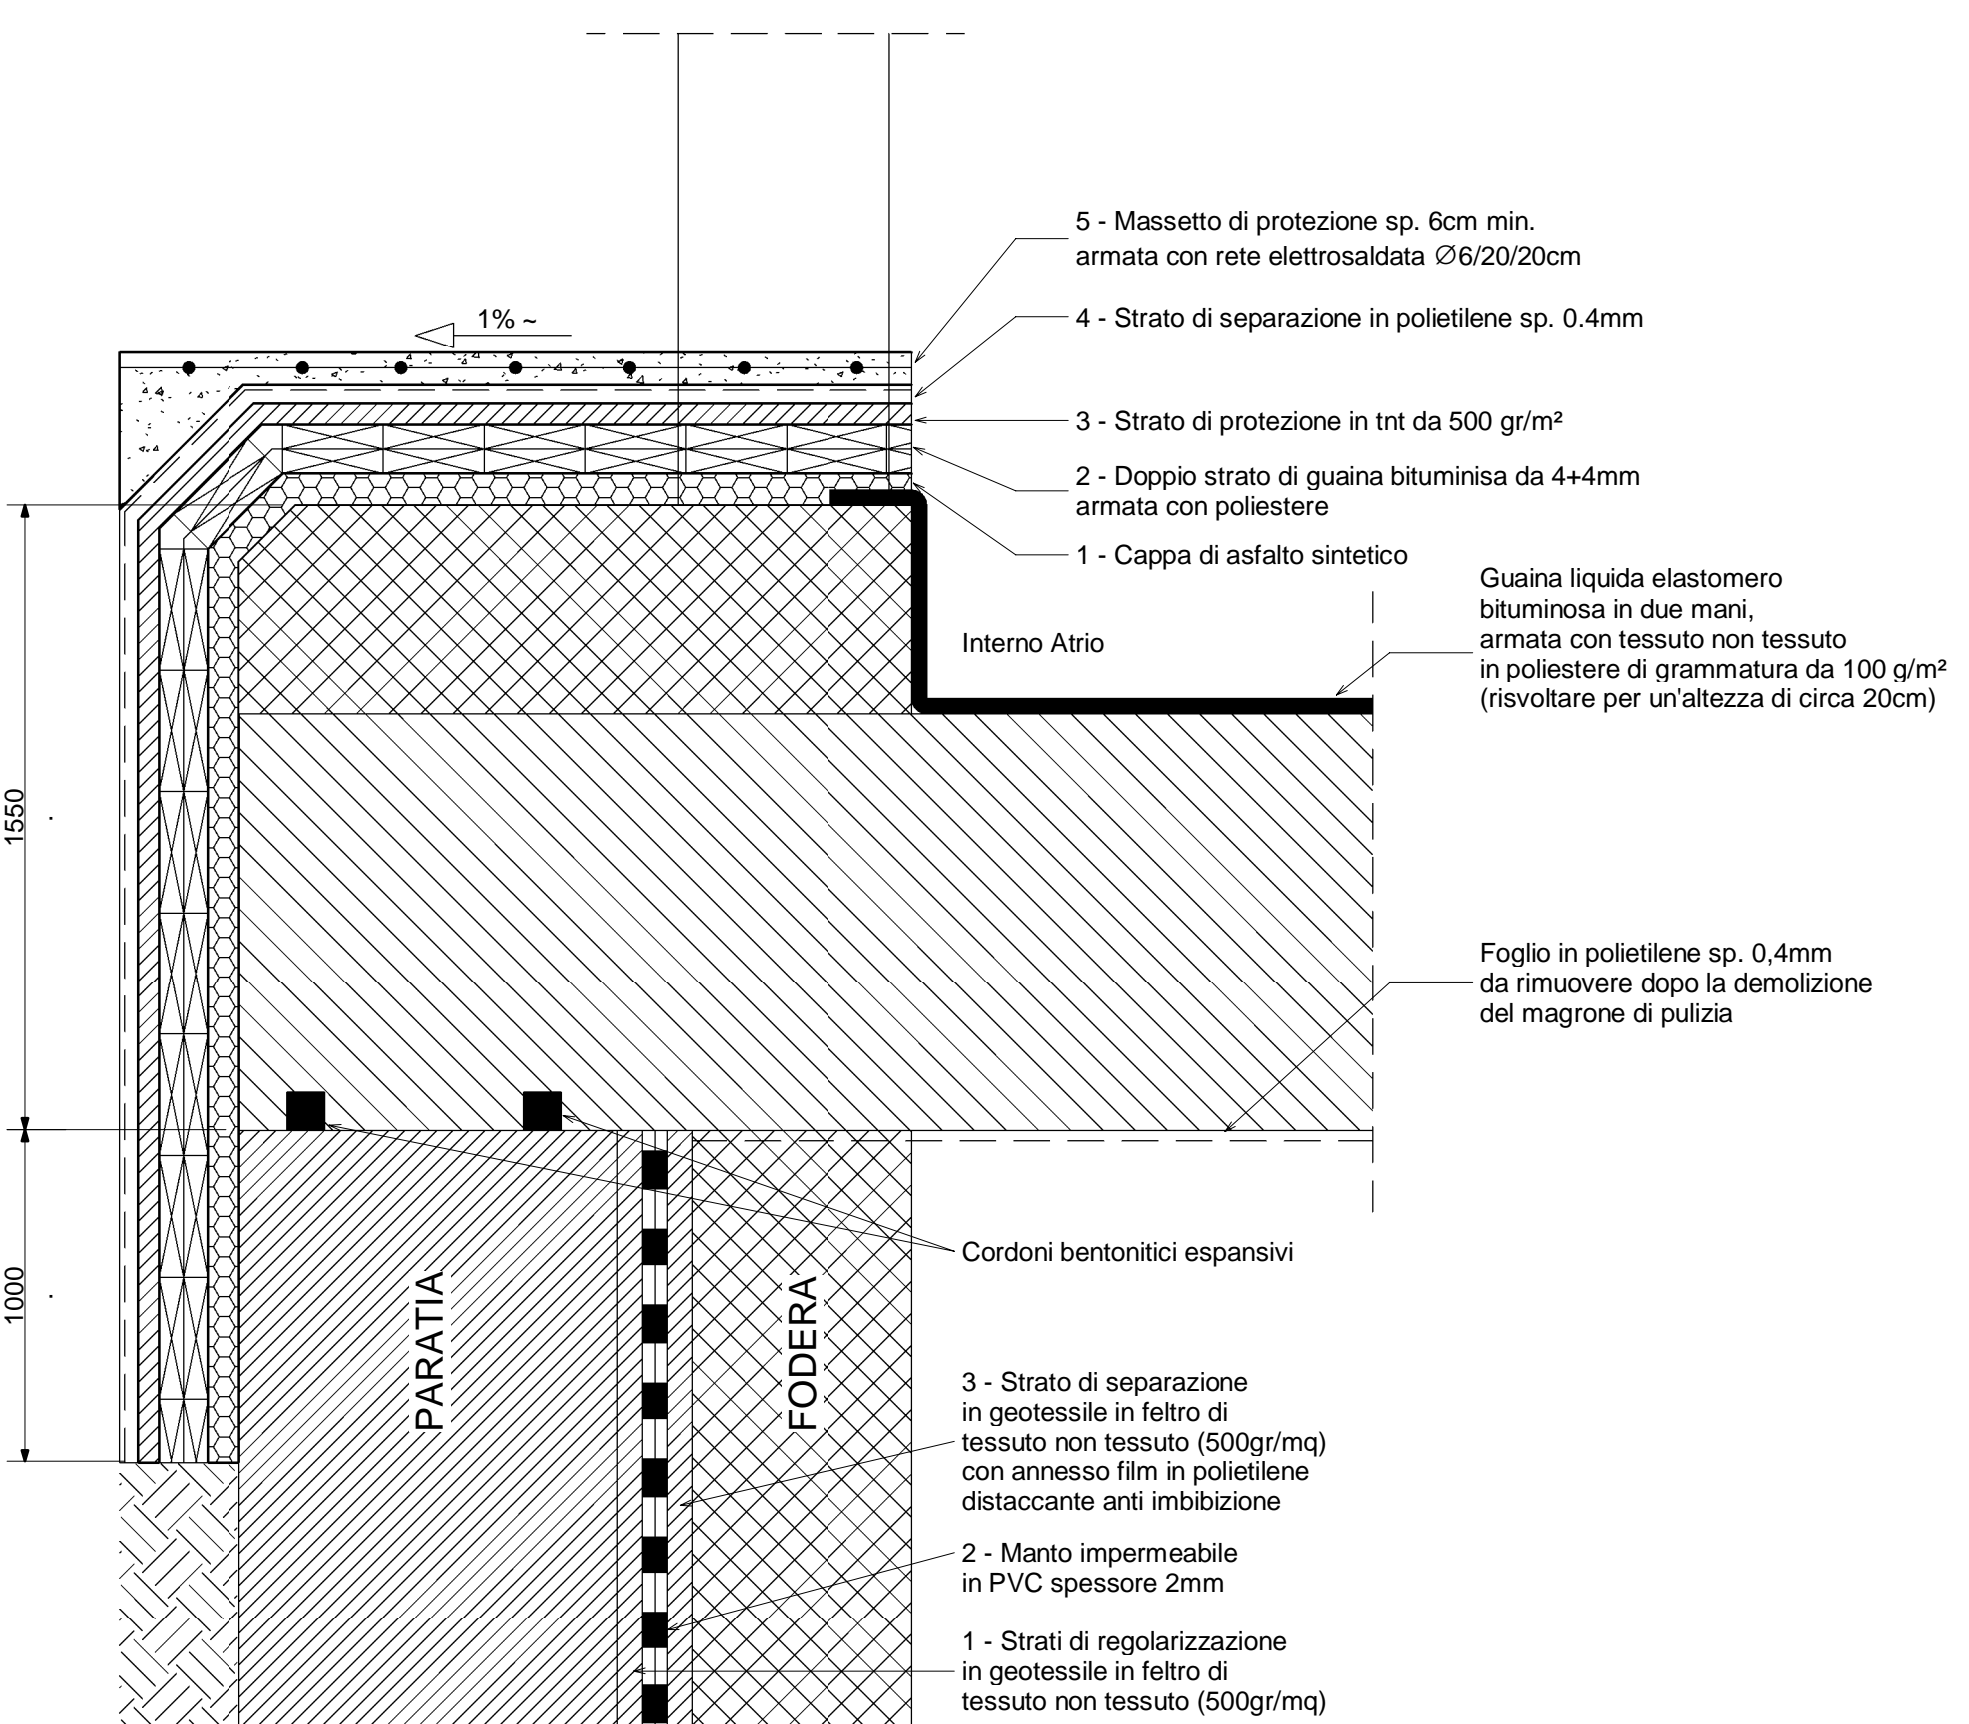 5 - Massetto di protezione sp. 6cm min.
armata con rete elettrosaldata ∅6/20/20cm
1% ~
4 - Strato di separazione in polietilene sp. 0.4mm
3 - Strato di protezione in tnt da 500 gr/m²
2 - Doppio strato di guaina bituminisa da 4+4mm
armata con poliestere
1 - Cappa di asfalto sintetico
Guaina liquida elastomero
bituminosa in due mani,
armata con tessuto non tessuto
in poliestere di grammatura da 100 g/m²
(risvoltare per un'altezza di circa 20cm)
Interno Atrio
1550
Foglio in polietilene sp. 0,4mm
da rimuovere dopo la demolizione
del magrone di pulizia
Cordoni bentonitici espansivi
1000
PARATIA
FODERA
3 - Strato di separazione
in geotessile in feltro di
tessuto non tessuto (500gr/mq)
con annesso film in polietilene
distaccante anti imbibizione
2 - Manto impermeabile
in PVC spessore 2mm
1 - Strati di regolarizzazione
in geotessile in feltro di
tessuto non tessuto (500gr/mq)